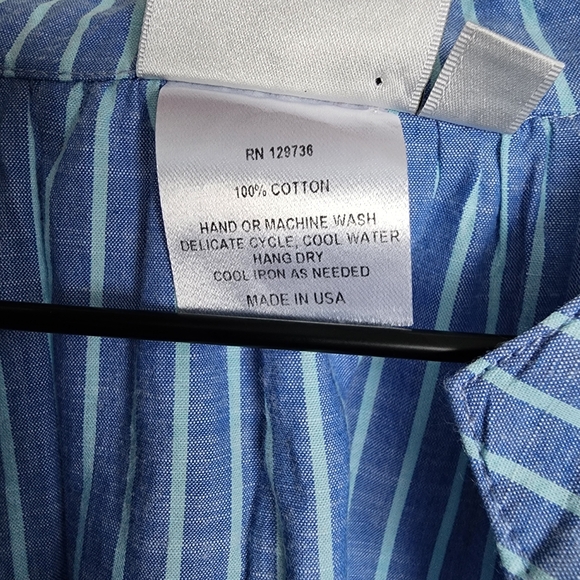 RN 129736
100% COTTON
HAND OR MACHINE WASH
DELICATE CYCLE, COOL WATER
HANG DRY
COOL IRON AS NEEDED
MADE IN USA